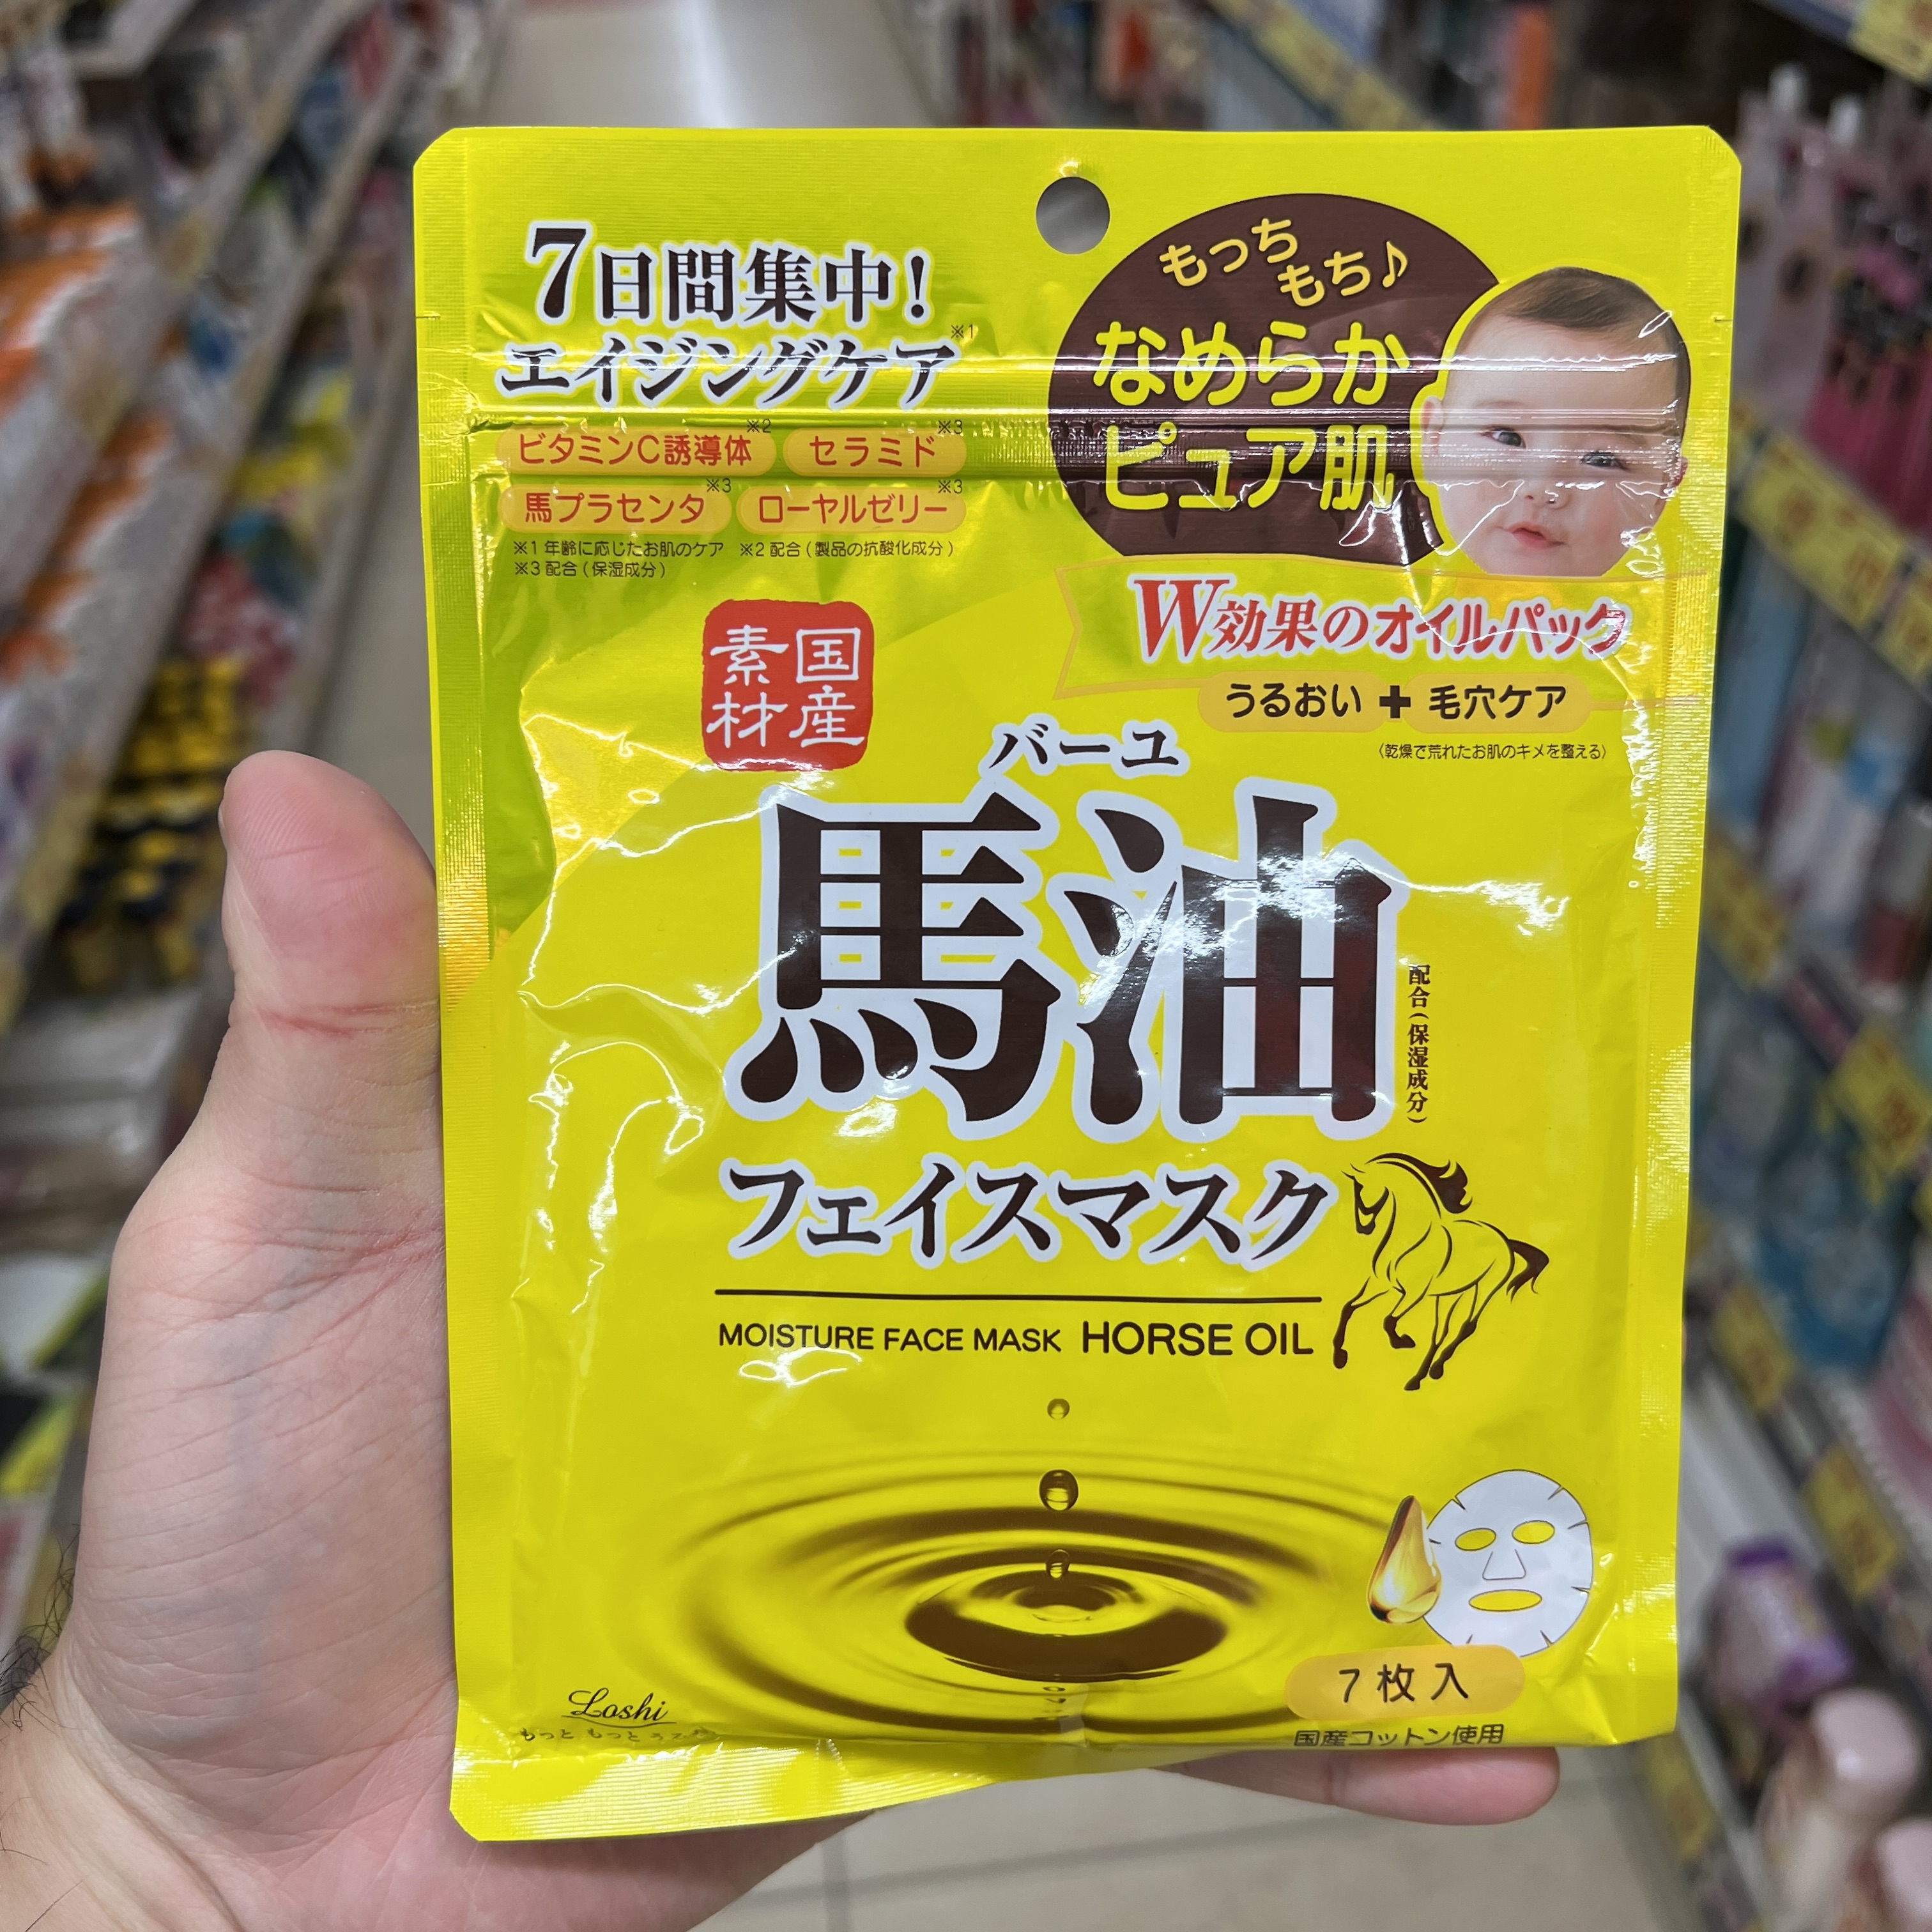 7日間集中!
エイジングケア※1
ビタミンC誘導体※2 セラミド※3
馬プラセンタ※3 ローヤルゼリー※3
※1 年齢に応じたお肌のケア ※2 配合(製品の抗酸化成分)
※3 配合(保湿成分)
もっち
もち♪
なめらか
ピュア肌
W効果のオイルパック
うるおい+毛穴ケア
〈乾燥で荒れたお肌のキメを整える〉
国産
素材
バーユ
馬油
配合(保湿成分)
フェイスマスク
MOISTURE FACE MASK HORSE OIL
7枚入
国産コットン使用
Loshi
もっと もっと